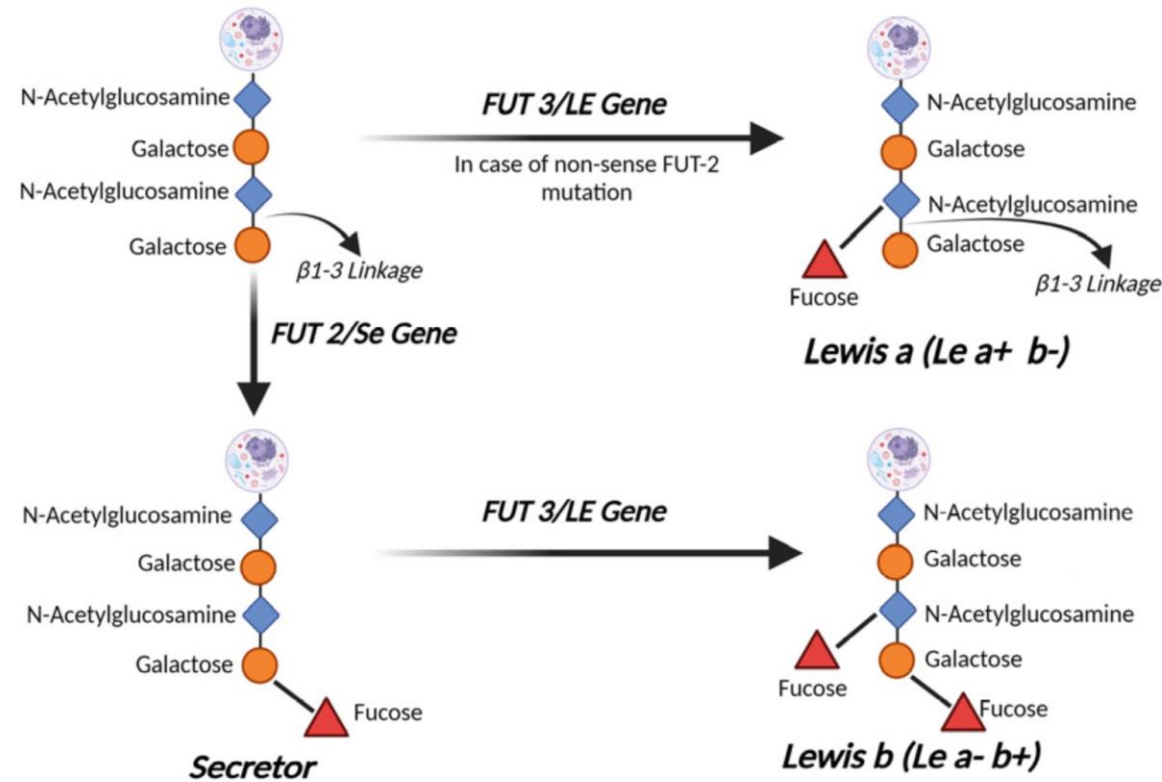 N-Acetylglucosamine
Galactose
N-Acetylglucosamine
Galactose
β1-3 Linkage
FUT 3/LE Gene
In case of non-sense FUT-2
mutation
N-Acetylglucosamine
Galactose
N-Acetylglucosamine
Galactose
Fucose
β1-3 Linkage
Lewis a (Le a+ b-)
FUT 2/Se Gene
N-Acetylglucosamine
Galactose
N-Acetylglucosamine
Galactose
Fucose
Secretor
FUT 3/LE Gene
N-Acetylglucosamine
Galactose
N-Acetylglucosamine
Galactose
Fucose
Fucose
Lewis b (Le a- b+)